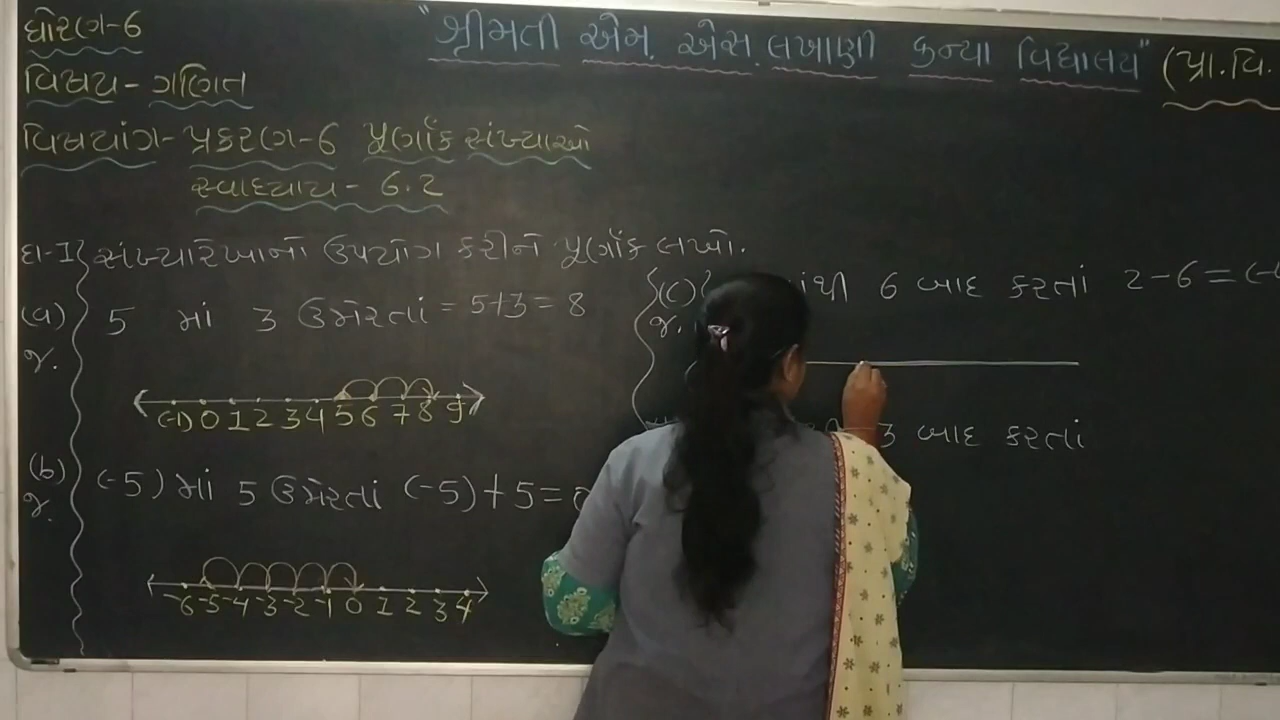 ધોરણ-6
"શ્રીમતી એમ. એસ. લખાણી કન્યા વિદ્યાલય" (પ્રા.વિ.
વિષય - ગણિત
વિષયાંગ - પ્રકરણ-6 પૂર્ણાંક સંખ્યાઓ
સ્વાધ્યાય - 6.2
દા-1 સંખ્યારેખાનો ઉપયોગ કરીને પૂર્ણાંક લખો.
(a) 5 માં 3 ઉમેરતાં = 5+3 = 8
જ.
(-1) 0 1 2 3 4 5 6 7 8 9
(b) (-5) માં 5 ઉમેરતાં (-5)+5=0
જ.
-6 -5 -4 -3 -2 -1 0 1 2 3 4
(c) 6 બાદ કરતાં 2-6=(-
જ.
3 બાદ કરતાં